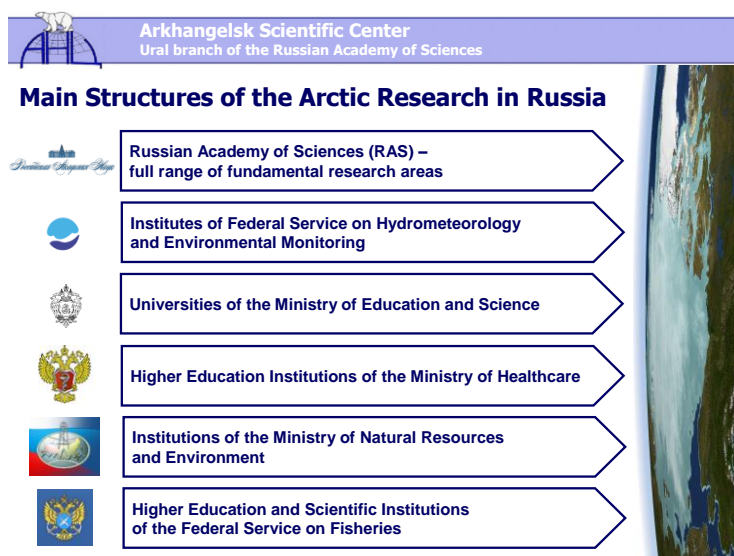 Arkhangelsk Scientific Center
Ural branch of the Russian Academy of Sciences
Main Structures of the Arctic Research in Russia
Российская Академия Наук
Russian Academy of Sciences (RAS) –
full range of fundamental research areas
Institutes of Federal Service on Hydrometeorology
and Environmental Monitoring
Universities of the Ministry of Education and Science
Higher Education Institutions of the Ministry of Healthcare
Institutions of the Ministry of Natural Resources
and Environment
Higher Education and Scientific Institutions
of the Federal Service on Fisheries